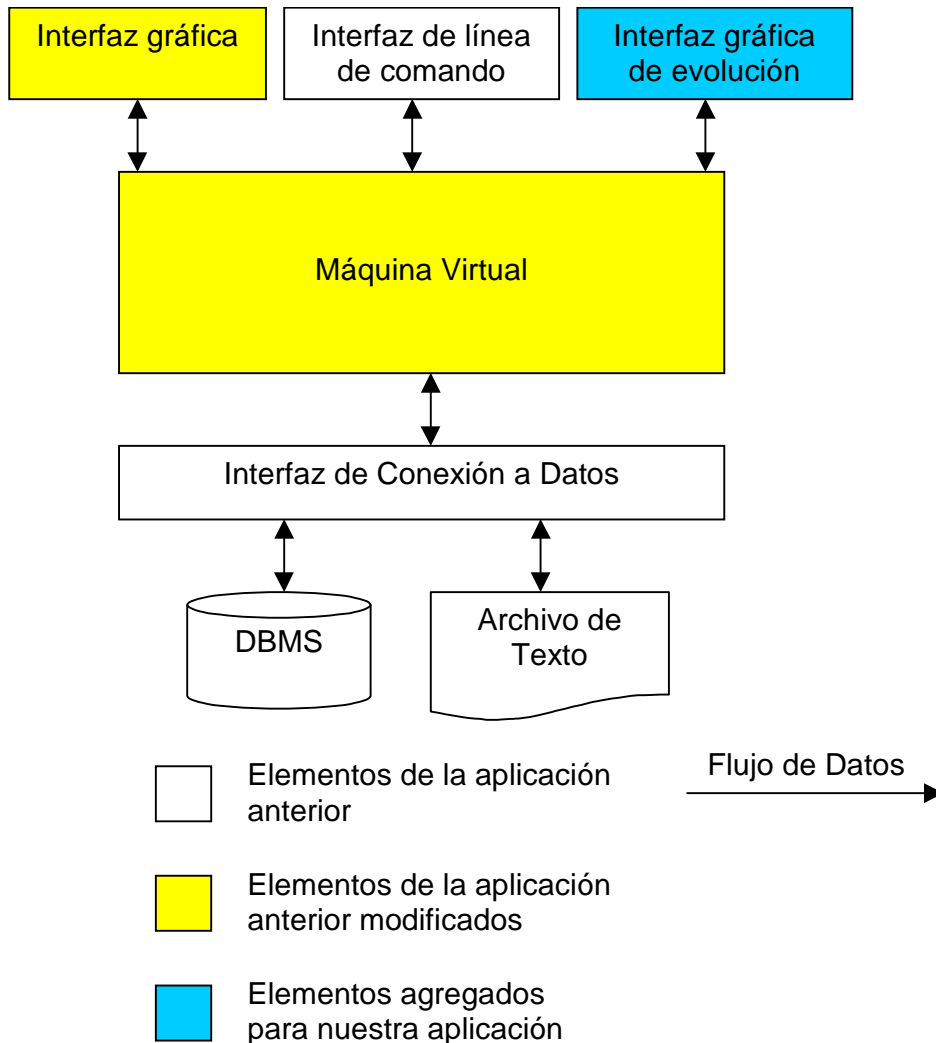 Interfaz gráfica
Interfaz de línea
de comando
Interfaz gráfica
de evolución
Máquina Virtual
Interfaz de Conexión a Datos
DBMS
Archivo de
Texto
Elementos de la aplicación
anterior
Flujo de Datos
Elementos de la aplicación
anterior modificados
Elementos agregados
para nuestra aplicación